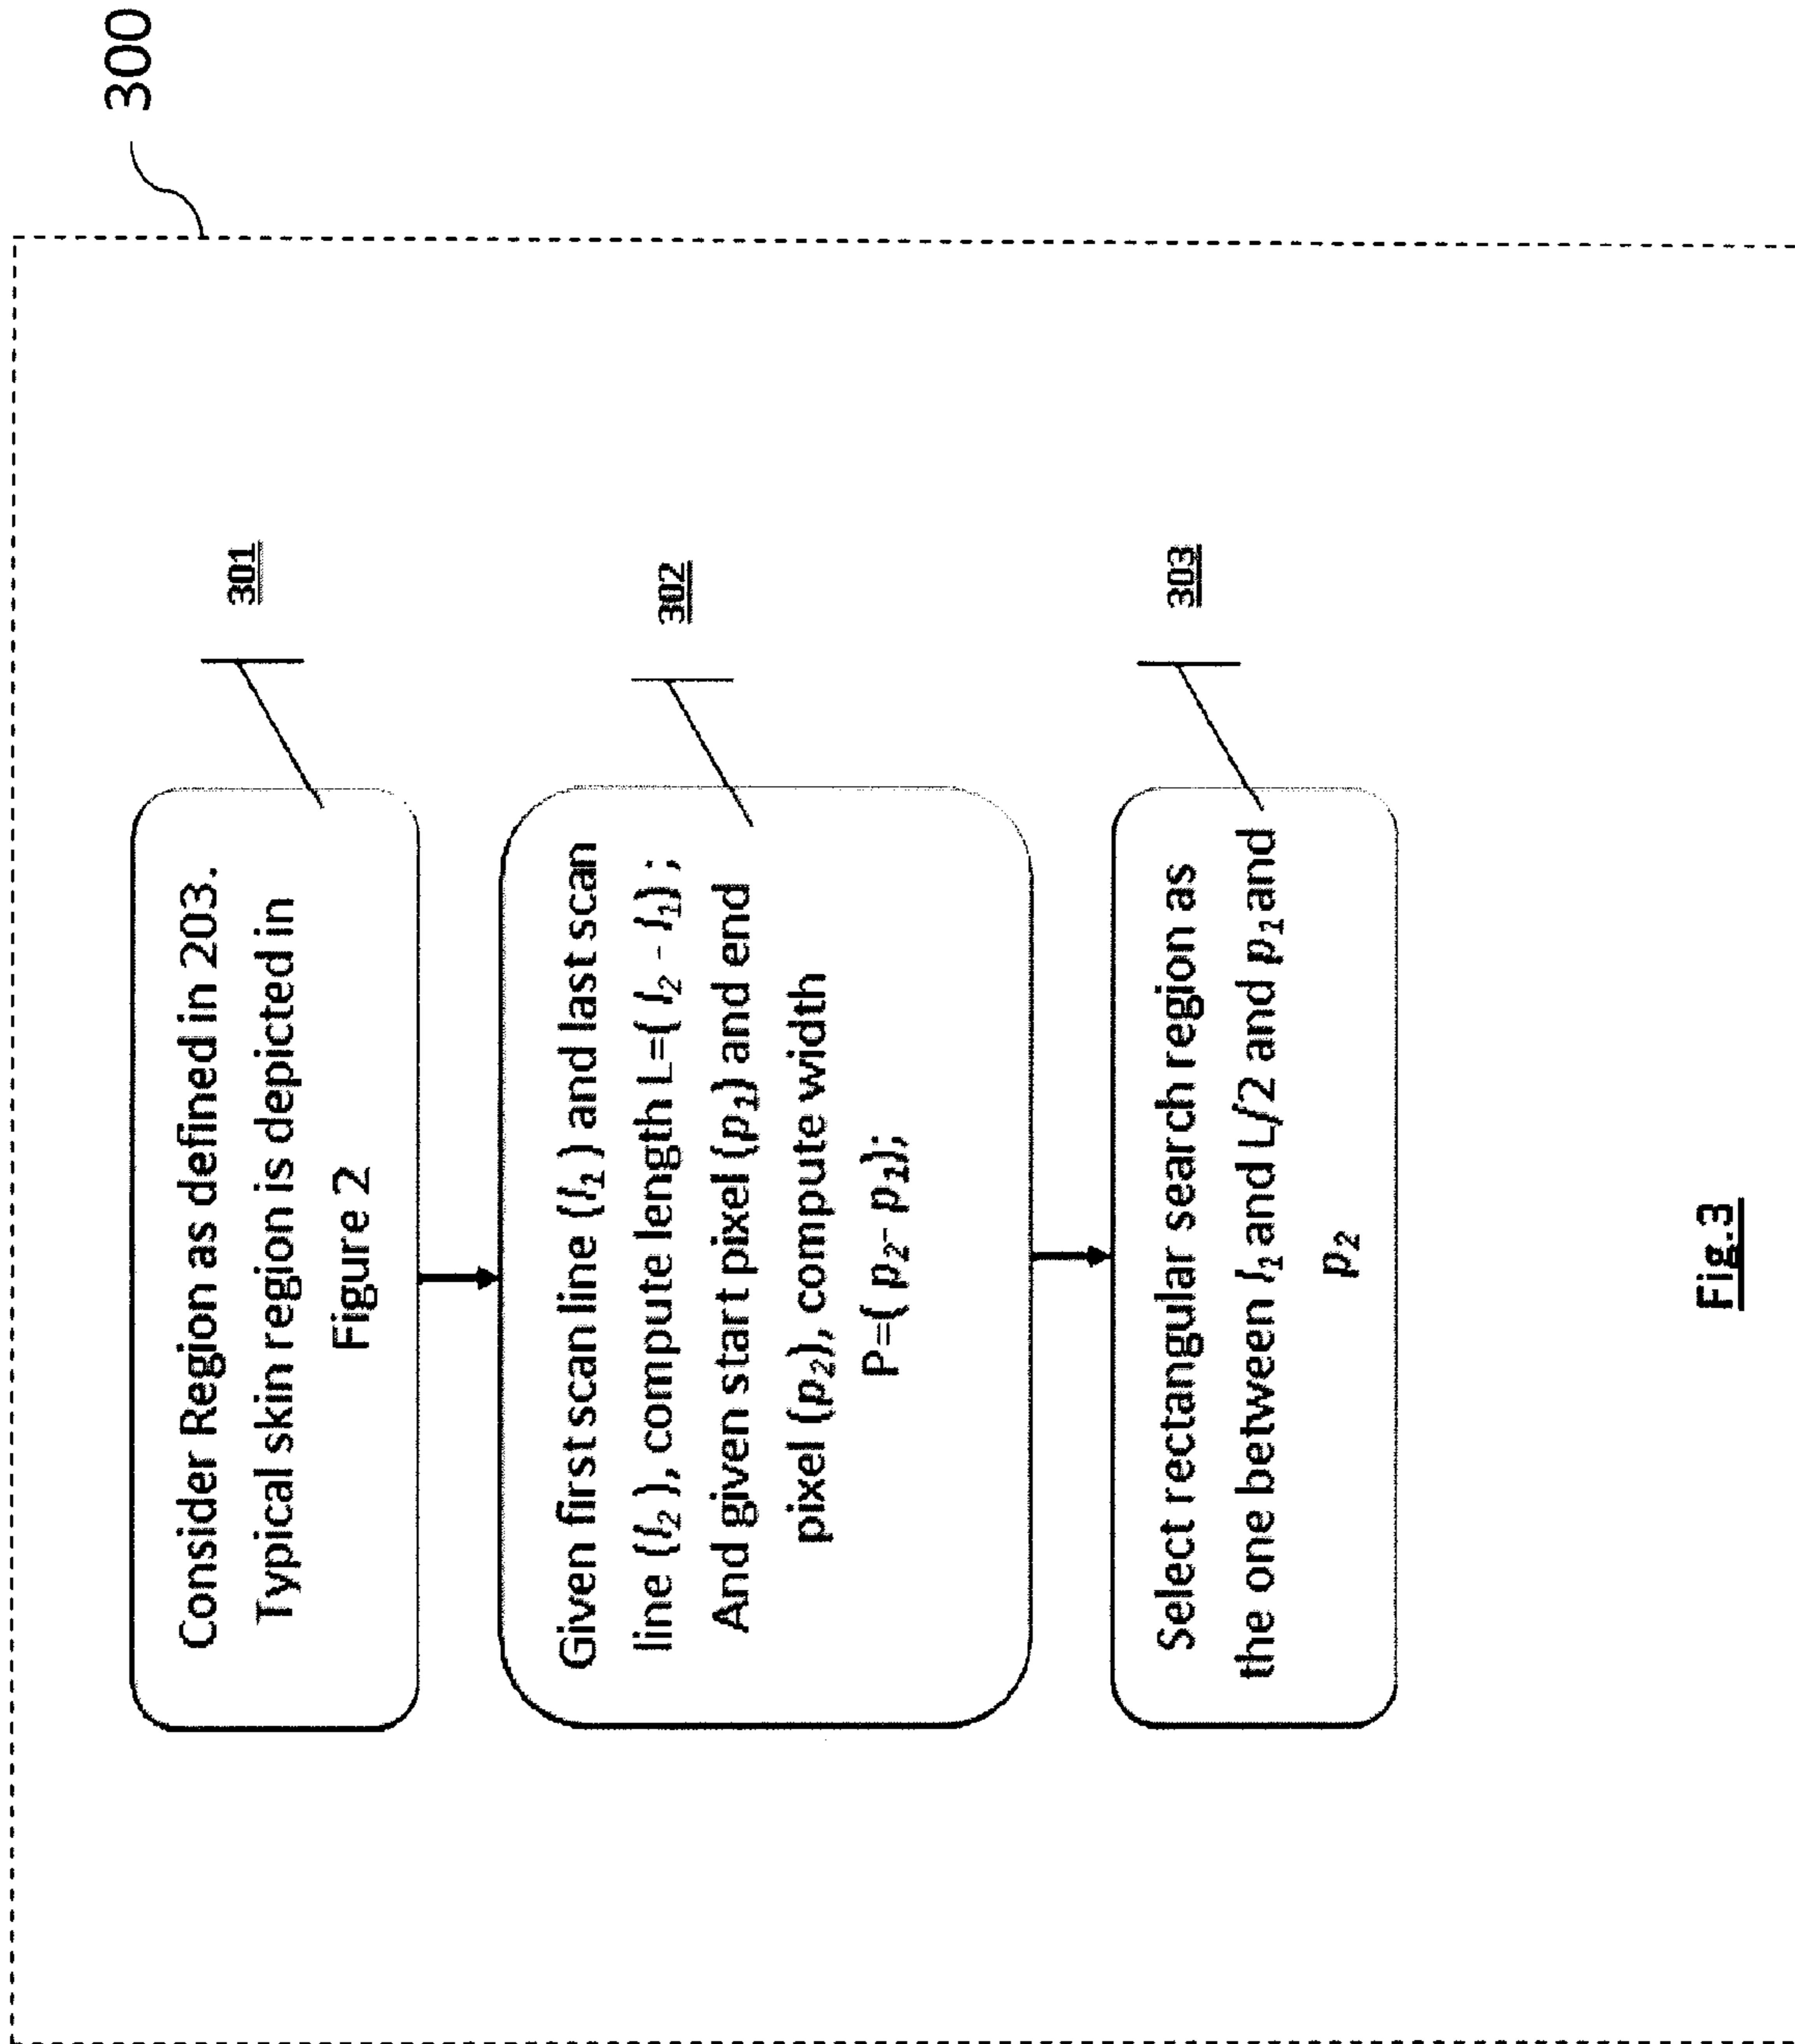 300
Consider Region as defined in 203.
Typical skin region is depicted in
Figure 2
301
Given first scan line (l₁) and last scan
line (l₂), compute length L=( l₂ - l₁) ;
And given start pixel (p₁) and end
pixel (p₂), compute width
P=( p₂- p₁);
302
Select rectangular search region as
the one between l₁ and L/2 and p₁ and
p₂
303
Fig.3